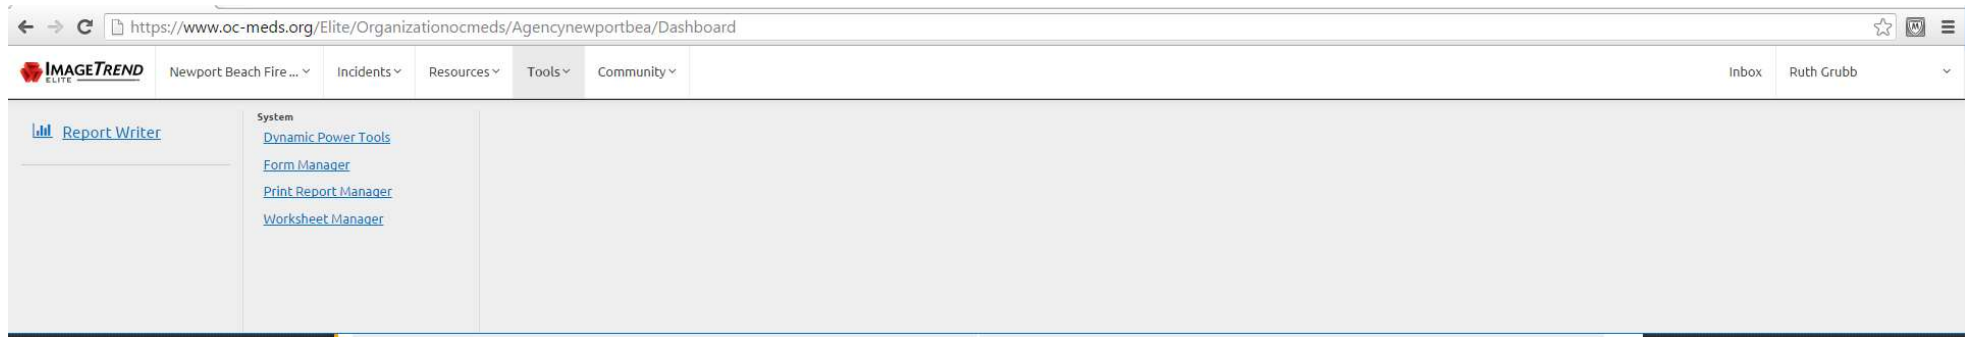 https://www.oc-meds.org/Elite/Organizationocmeds/Agencynewportbea/Dashboard
IMAGETREND
ELITE
Newport Beach Fire ... Incidents Resources Tools Community Inbox Ruth Grubb
Report Writer
System
Dynamic Power Tools
Form Manager
Print Report Manager
Worksheet Manager